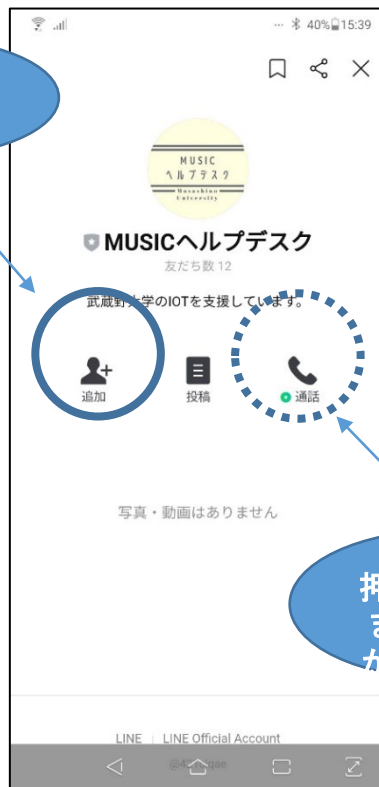 40% 15:39
MUSIC
ヘルプデスク
Musashino
University
MUSICヘルプデスク
友だち数 12
武蔵野大学のIOTを支援しています。
追加
投稿
通話
写真・動画はありません
押
LINE | LINE Official Account